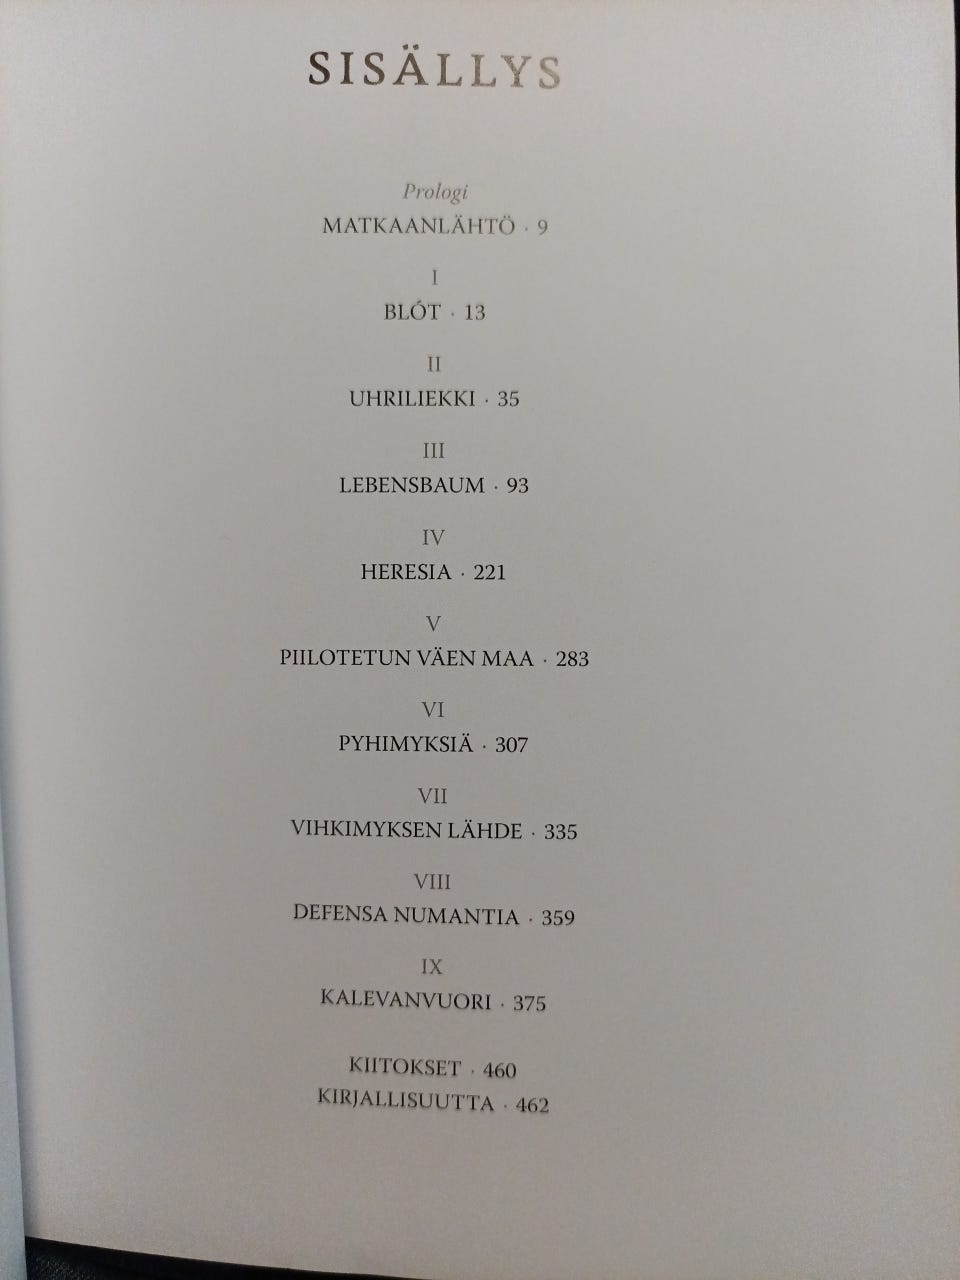 SISÄLLYS
Prologi
MATKAANLÄHTÖ · 9
I
BLÓT · 13
II
UHRILIEKKI · 35
III
LEBENSBAUM · 93
IV
HERESIA · 221
V
PIILOTETUN VÄEN MAA · 283
VI
PYHIMYKSIÄ · 307
VII
VIHKIMYKSEN LÄHDE · 335
VIII
DEFENSA NUMANTIA · 359
IX
KALEVANVUORI · 375
KIITOKSET · 460
KIRJALLISUUTTA · 462